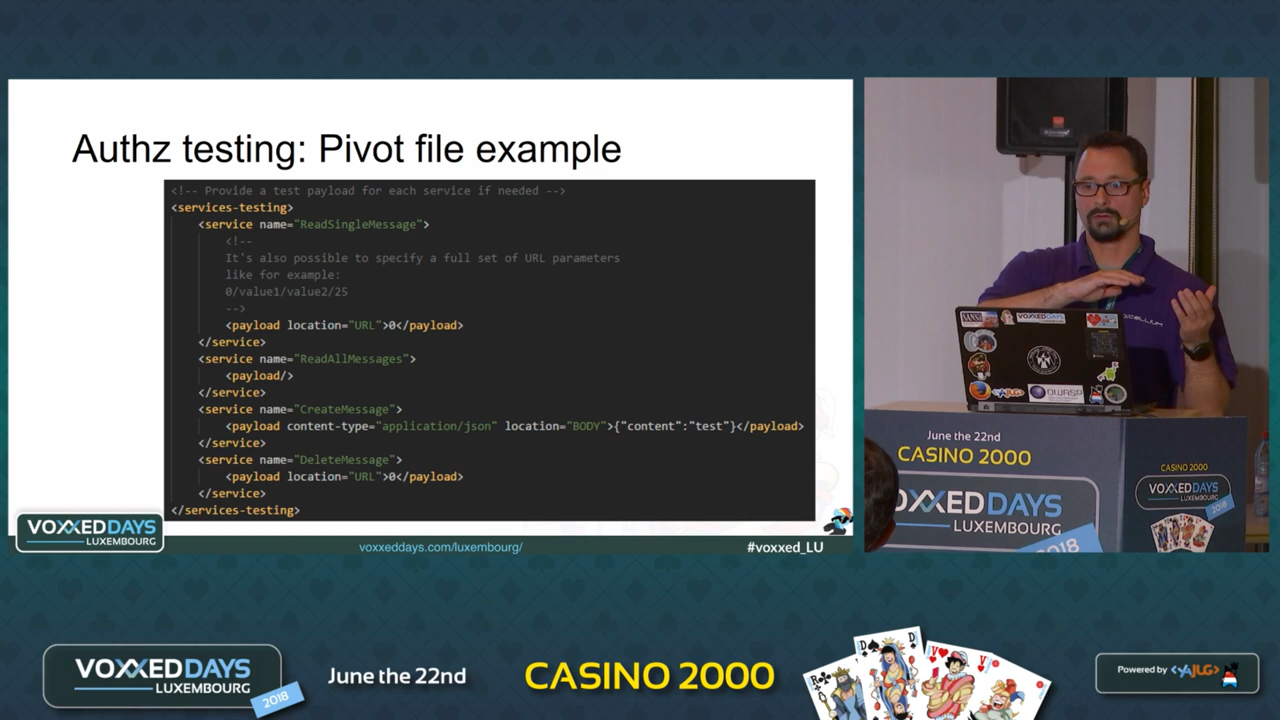 Authz testing: Pivot file example
<!-- Provide a test payload for each service if needed -->
<services-testing>
<service name="ReadSingleMessage">
<!--
It's also possible to specify a full set of URL parameters
like for example:
0/value1/value2/25
-->
<payload location="URL">0</payload>
</service>
<service name="ReadAllMessages">
<payload/>
</service>
<service name="CreateMessage">
<payload content-type="application/json" location="BODY">{"content":"test"}</payload>
</service>
<service name="DeleteMessage">
<payload location="URL">0</payload>
</service>
</services-testing>
VOXXEDDAYS
LUXEMBOURG
voxxeddays.com/luxembourg/
#voxxed_LU
VOXXEDDAYS
OWASP
June the 22nd
CASINO 2000
VOXXEDDAYS
LUXEMBOURG
2018
CASINO 2000
VOXXEDDAYS
LUXEMBOURG
2018
VOXXEDDAYS
LUXEMBOURG
2018
June the 22nd
CASINO 2000
Powered by <YAJUG>